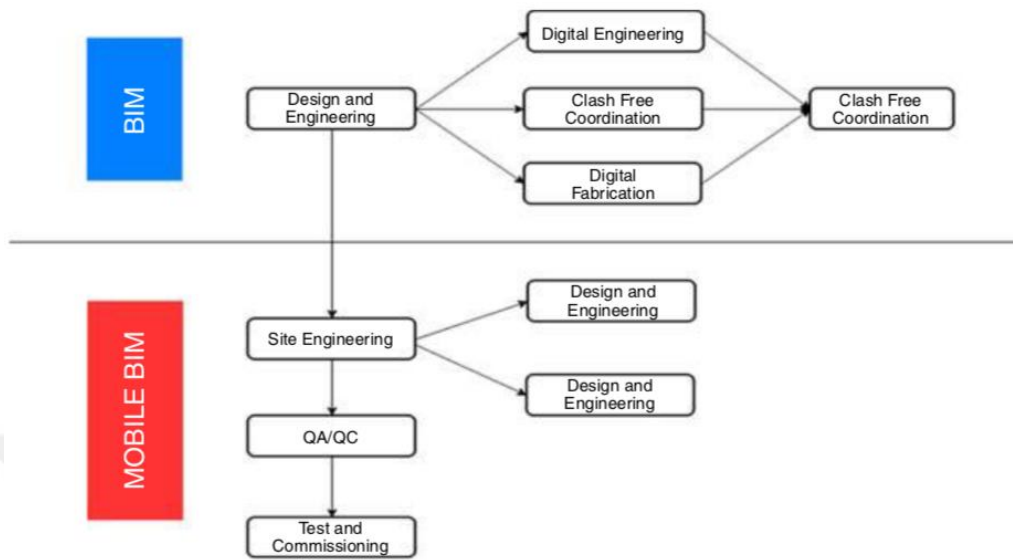 BIM
Digital Engineering
Design and
Engineering
Clash Free
Coordination
Clash Free
Coordination
Digital
Fabrication
MOBILE BIM
Site Engineering
Design and
Engineering
Design and
Engineering
QA/QC
Test and
Commissioning